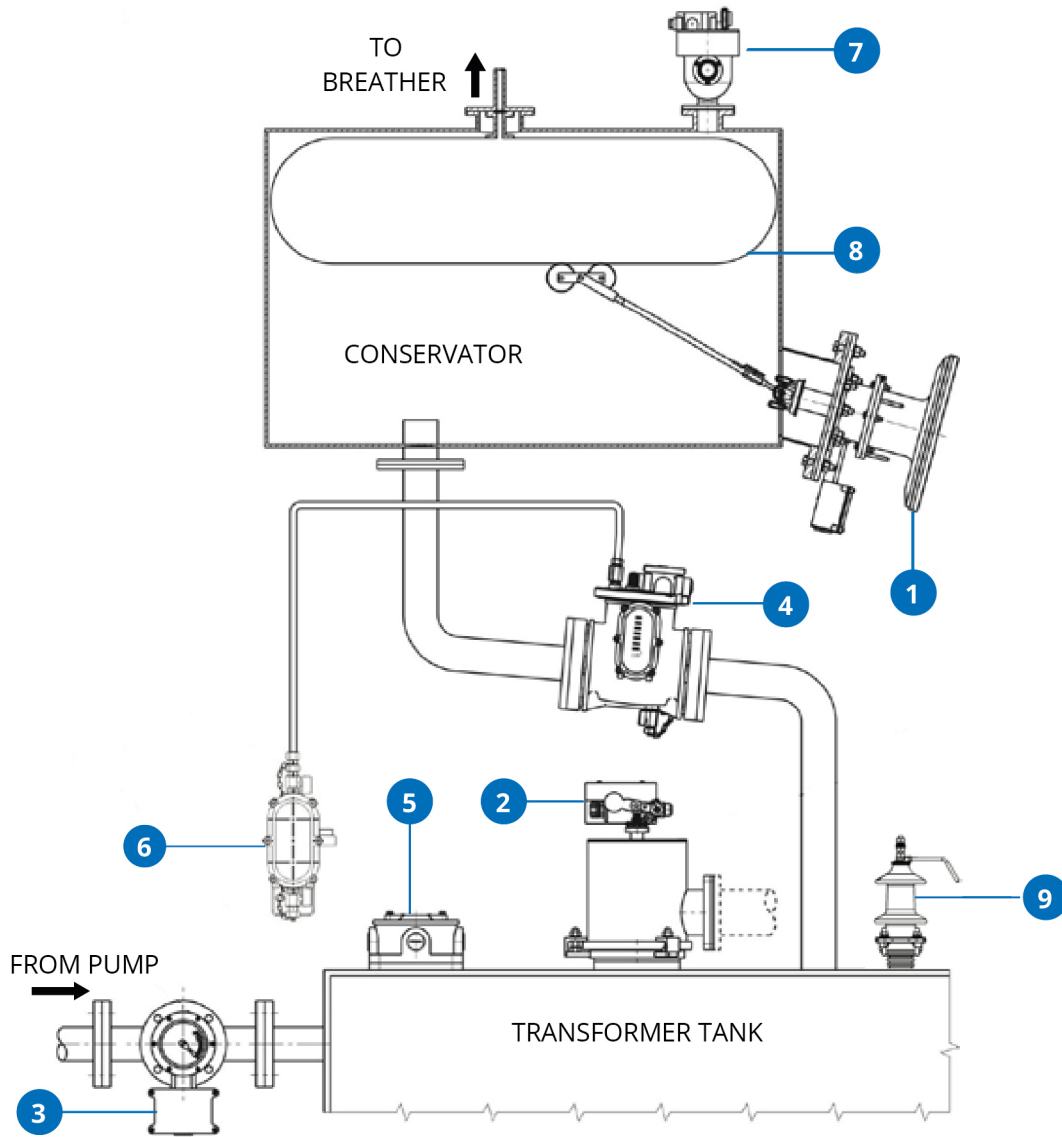 TO
BREATHER
7
8
CONSERVATOR
1
4
2
5
6
9
FROM PUMP
TRANSFORMER TANK
3